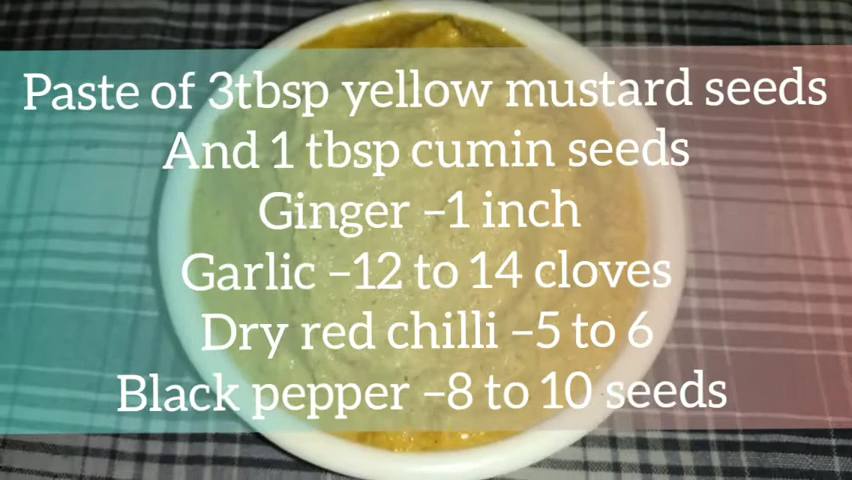 Paste of 3tbsp yellow mustard seeds
And 1 tbsp cumin seeds
Ginger –1 inch
Garlic –12 to 14 cloves
Dry red chilli –5 to 6
Black pepper –8 to 10 seeds